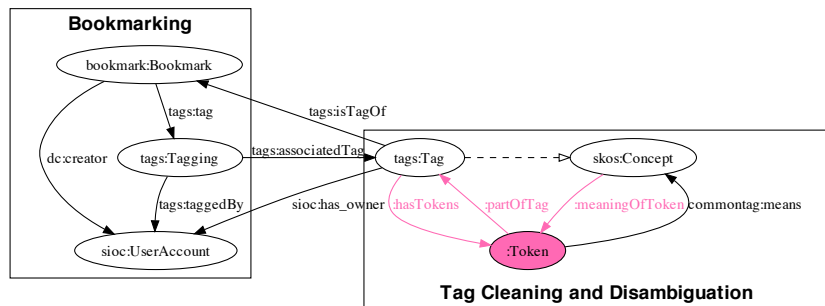 Bookmarking
bookmark:Bookmark
tags:tag
tags:isTagOf
dc:creator
tags:Tagging
tags:associatedTag
tags:Tag
skos:Concept
tags:taggedBy
sioc:has_owner
:hasTokens
:partOfTag
:meaningOfToken
commontag:means
sioc:UserAccount
:Token
Tag Cleaning and Disambiguation